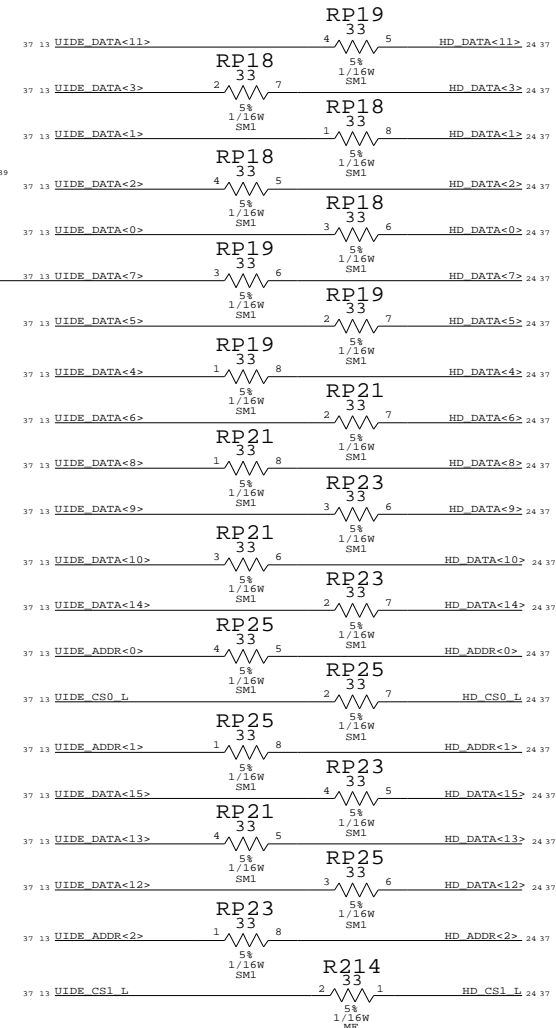 RP19
33
37 13 UIDE_DATA<11> 4 5 HD_DATA<11> 24 37
5%
1/16W
SM1
RP18
33
37 13 UIDE_DATA<3> 2 7 HD_DATA<3> 24 37
5%
1/16W
SM1
RP18
33
37 13 UIDE_DATA<1> 1 8 HD_DATA<1> 24 37
5%
1/16W
SM1
RP18
33
39
37 13 UIDE_DATA<2> 4 5 HD_DATA<2> 24 37
5%
1/16W
SM1
RP18
33
37 13 UIDE_DATA<0> 3 6 HD_DATA<0> 24 37
5%
1/16W
SM1
RP19
33
37 13 UIDE_DATA<7> 3 6 HD_DATA<7> 24 37
5%
1/16W
SM1
RP19
33
37 13 UIDE_DATA<5> 2 7 HD_DATA<5> 24 37
5%
1/16W
SM1
RP19
33
37 13 UIDE_DATA<4> 1 8 HD_DATA<4> 24 37
5%
1/16W
SM1
RP21
33
37 13 UIDE_DATA<6> 2 7 HD_DATA<6> 24 37
5%
1/16W
SM1
RP21
33
37 13 UIDE_DATA<8> 1 8 HD_DATA<8> 24 37
5%
1/16W
SM1
RP23
33
37 13 UIDE_DATA<9> 3 6 HD_DATA<9> 24 37
5%
1/16W
SM1
RP21
33
37 13 UIDE_DATA<10> 3 6 HD_DATA<10> 24 37
5%
1/16W
SM1
RP23
33
37 13 UIDE_DATA<14> 2 7 HD_DATA<14> 24 37
5%
1/16W
SM1
RP25
33
37 13 UIDE_ADDR<0> 4 5 HD_ADDR<0> 24 37
5%
1/16W
SM1
RP25
33
37 13 UIDE_CS0_L 2 7 HD_CS0_L 24 37
5%
1/16W
SM1
RP25
33
37 13 UIDE_ADDR<1> 1 8 HD_ADDR<1> 24 37
5%
1/16W
SM1
RP23
33
37 13 UIDE_DATA<15> 4 5 HD_DATA<15> 24 37
5%
1/16W
SM1
RP21
33
37 13 UIDE_DATA<13> 4 5 HD_DATA<13> 24 37
5%
1/16W
SM1
RP25
33
37 13 UIDE_DATA<12> 3 6 HD_DATA<12> 24 37
5%
1/16W
SM1
RP23
33
37 13 UIDE_ADDR<2> 1 8 HD_ADDR<2> 24 37
5%
1/16W
SM1
R214
33
37 13 UIDE_CS1_L 2 1 HD_CS1_L 24 37
5%
1/16W
MF